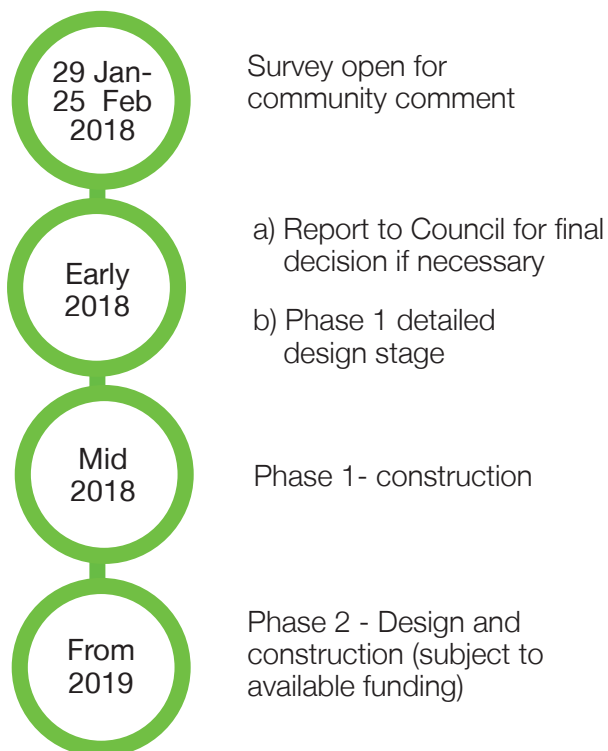 29 Jan-
25 Feb
2018
Survey open for
community comment
Early
2018
a) Report to Council for final
decision if necessary
b) Phase 1 detailed
design stage
Mid
2018
Phase 1- construction
From
2019
Phase 2 - Design and
construction (subject to
available funding)